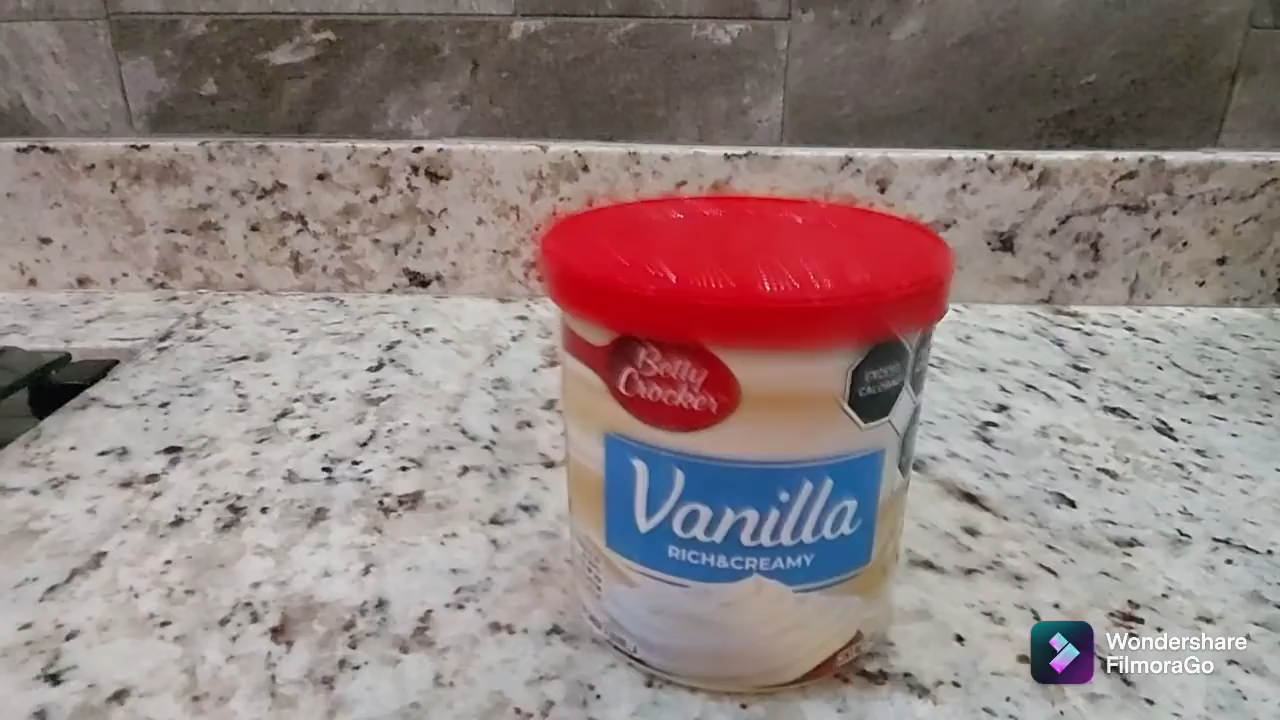 Betty
Crocker
EXCESO
CALORÍAS
Vanilla
RICH&CREAMY
Wondershare
FilmoraGo